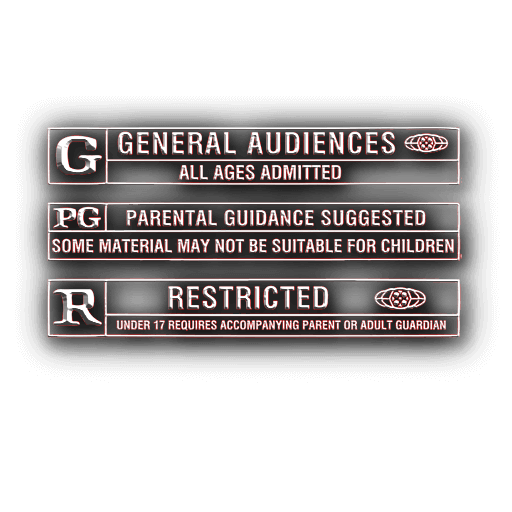 G
GENERAL AUDIENCES
ALL AGES ADMITTED
PG
PARENTAL GUIDANCE SUGGESTED
SOME MATERIAL MAY NOT BE SUITABLE FOR CHILDREN
R
RESTRICTED
UNDER 17 REQUIRES ACCOMPANYING PARENT OR ADULT GUARDIAN